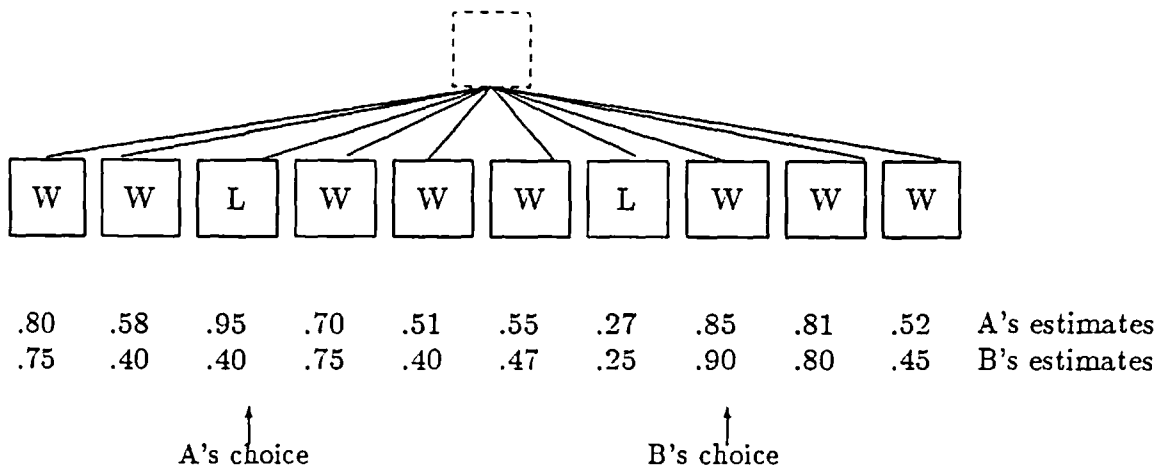 W W L W W W L W W W
.80 .58 .95 .70 .51 .55 .27 .85 .81 .52 A's estimates
.75 .40 .40 .75 .40 .47 .25 .90 .80 .45 B's estimates
A's choice B's choice